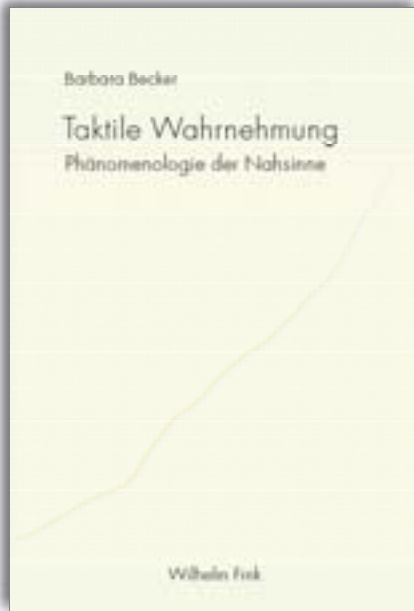 Barbara Becker
Taktile Wahrnehmung
Phänomenologie der Nahsinne
Wilhelm Fink